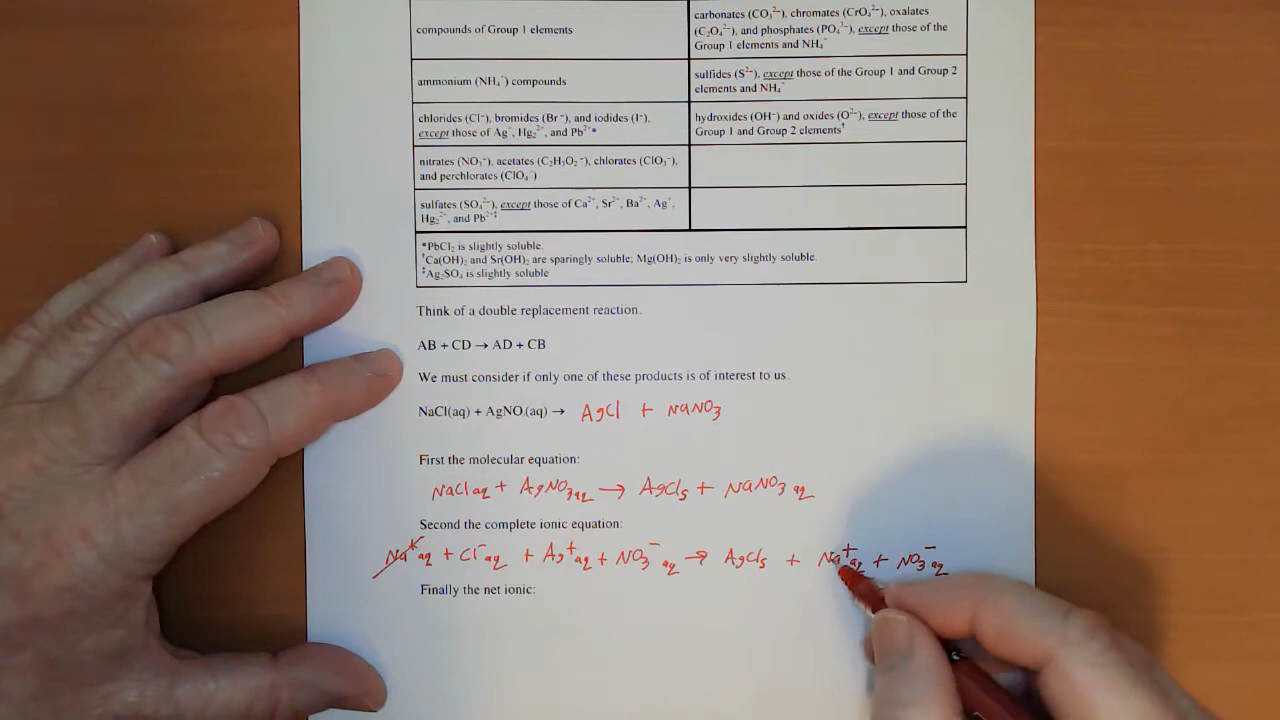 compounds of Group 1 elements
carbonates (CO₃²⁻), chromates (CrO₄²⁻), oxalates
(C₂O₄²⁻), and phosphates (PO₄³⁻), except those of the
Group 1 elements and NH₄⁺
ammonium (NH₄⁺) compounds
sulfides (S²⁻), except those of the Group 1 and Group 2
elements and NH₄⁺
chlorides (Cl⁻), bromides (Br⁻), and iodides (I⁻),
except those of Ag⁺, Hg₂²⁺, and Pb²⁺*
hydroxides (OH⁻) and oxides (O²⁻), except those of the
Group 1 and Group 2 elements†
nitrates (NO₃⁻), acetates (C₂H₃O₂⁻), chlorates (ClO₃⁻),
and perchlorates (ClO₄⁻)
sulfates (SO₄²⁻), except those of Ca²⁺, Sr²⁺, Ba²⁺, Ag⁺,
Hg₂²⁺, and Pb²⁺‡
*PbCl₂ is slightly soluble.
†Ca(OH)₂ and Sr(OH)₂ are sparingly soluble; Mg(OH)₂ is only very slightly soluble.
‡Ag₂SO₄ is slightly soluble
Think of a double replacement reaction.
AB + CD → AD + CB
We must consider if only one of these products is of interest to us.
NaCl(aq) + AgNO₃(aq) → AgCl + NaNO₃
First the molecular equation:
NaCl aq + AgNO₃ aq → AgCl s + NaNO₃ aq
Second the complete ionic equation:
Na⁺ aq + Cl⁻ aq + Ag⁺ aq + NO₃⁻ aq → AgCl s + Na⁺ aq + NO₃⁻ aq
Finally the net ionic: